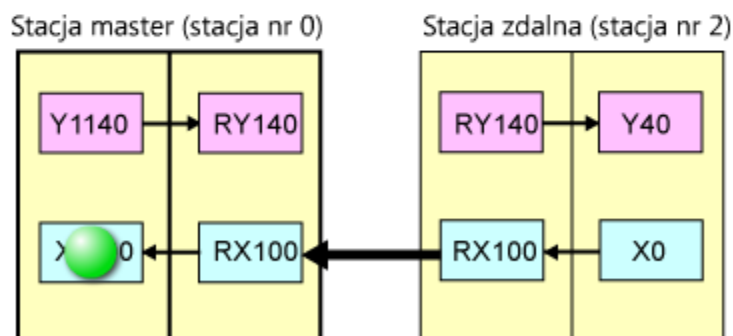 Stacja master (stacja nr 0) Stacja zdalna (stacja nr 2)
Y1140 RY140 RY140 Y40
RX100 RX100 X0